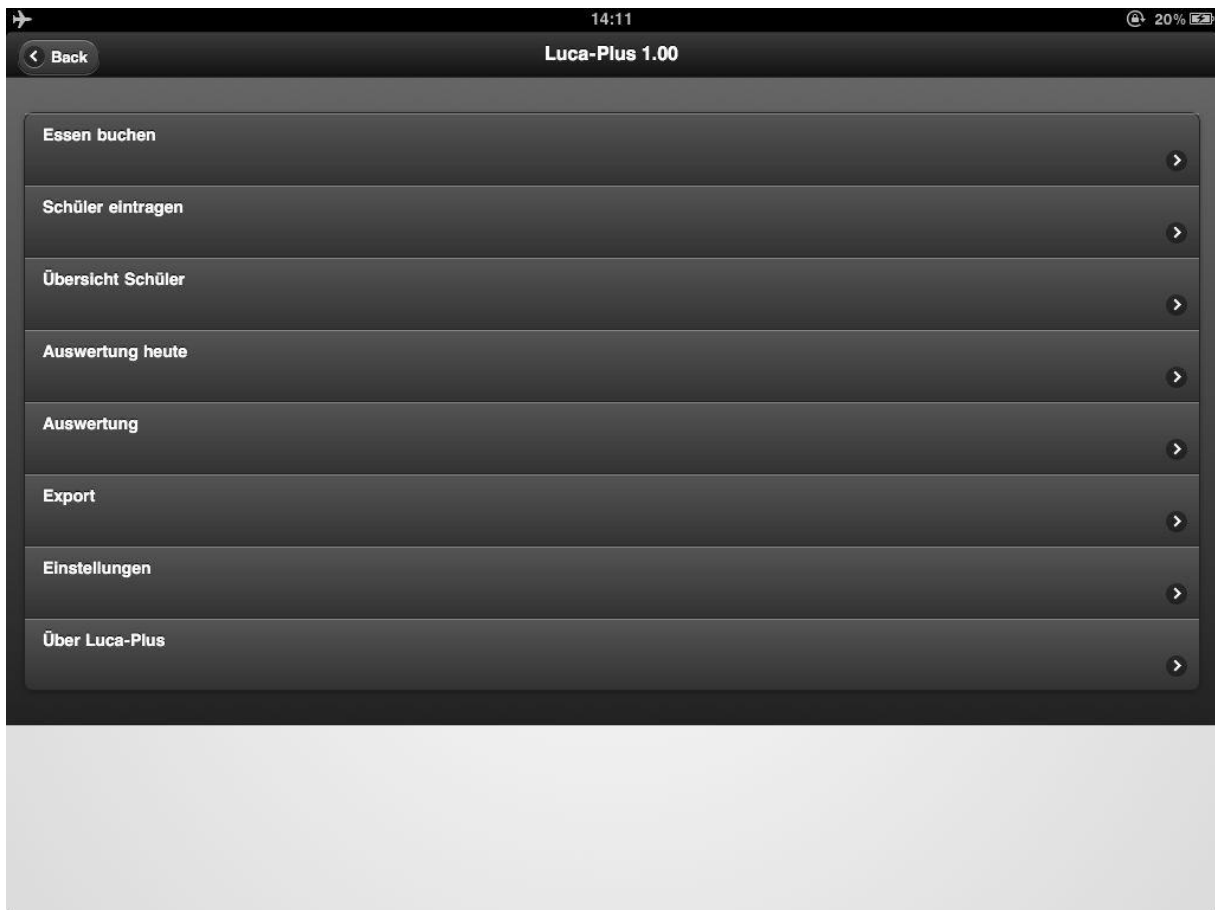 14:11 20%
Back Luca-Plus 1.00
Essen buchen
Schüler eintragen
Übersicht Schüler
Auswertung heute
Auswertung
Export
Einstellungen
Über Luca-Plus